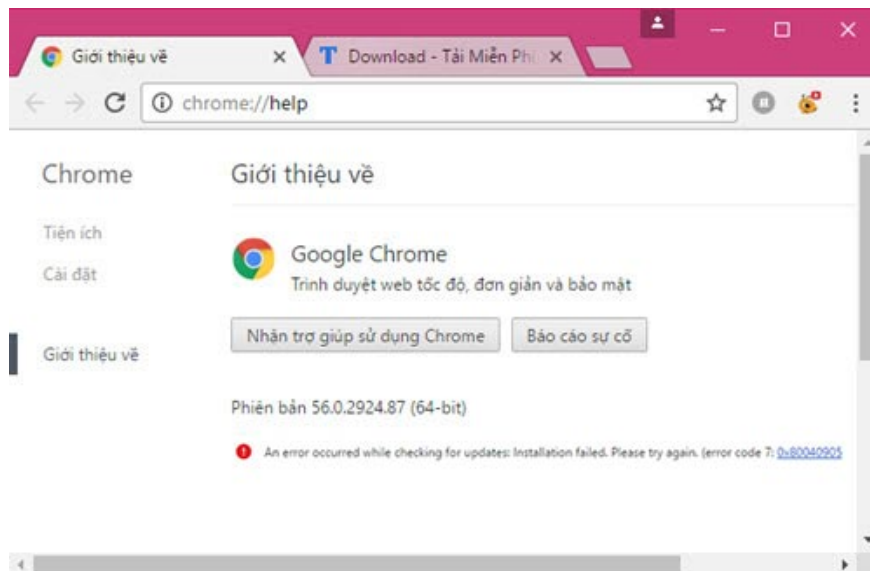 Giới thiệu về
Download - Tải Miễn Phí
chrome://help
Chrome
Giới thiệu về
Tiện ích
Cài đặt
Giới thiệu về
Google Chrome
Trình duyệt web tốc độ, đơn giản và bảo mật
Nhận trợ giúp sử dụng Chrome
Báo cáo sự cố
Phiên bản 56.0.2924.87 (64-bit)
An error occurred while checking for updates: Installation failed. Please try again. (error code 7: 0x80040905